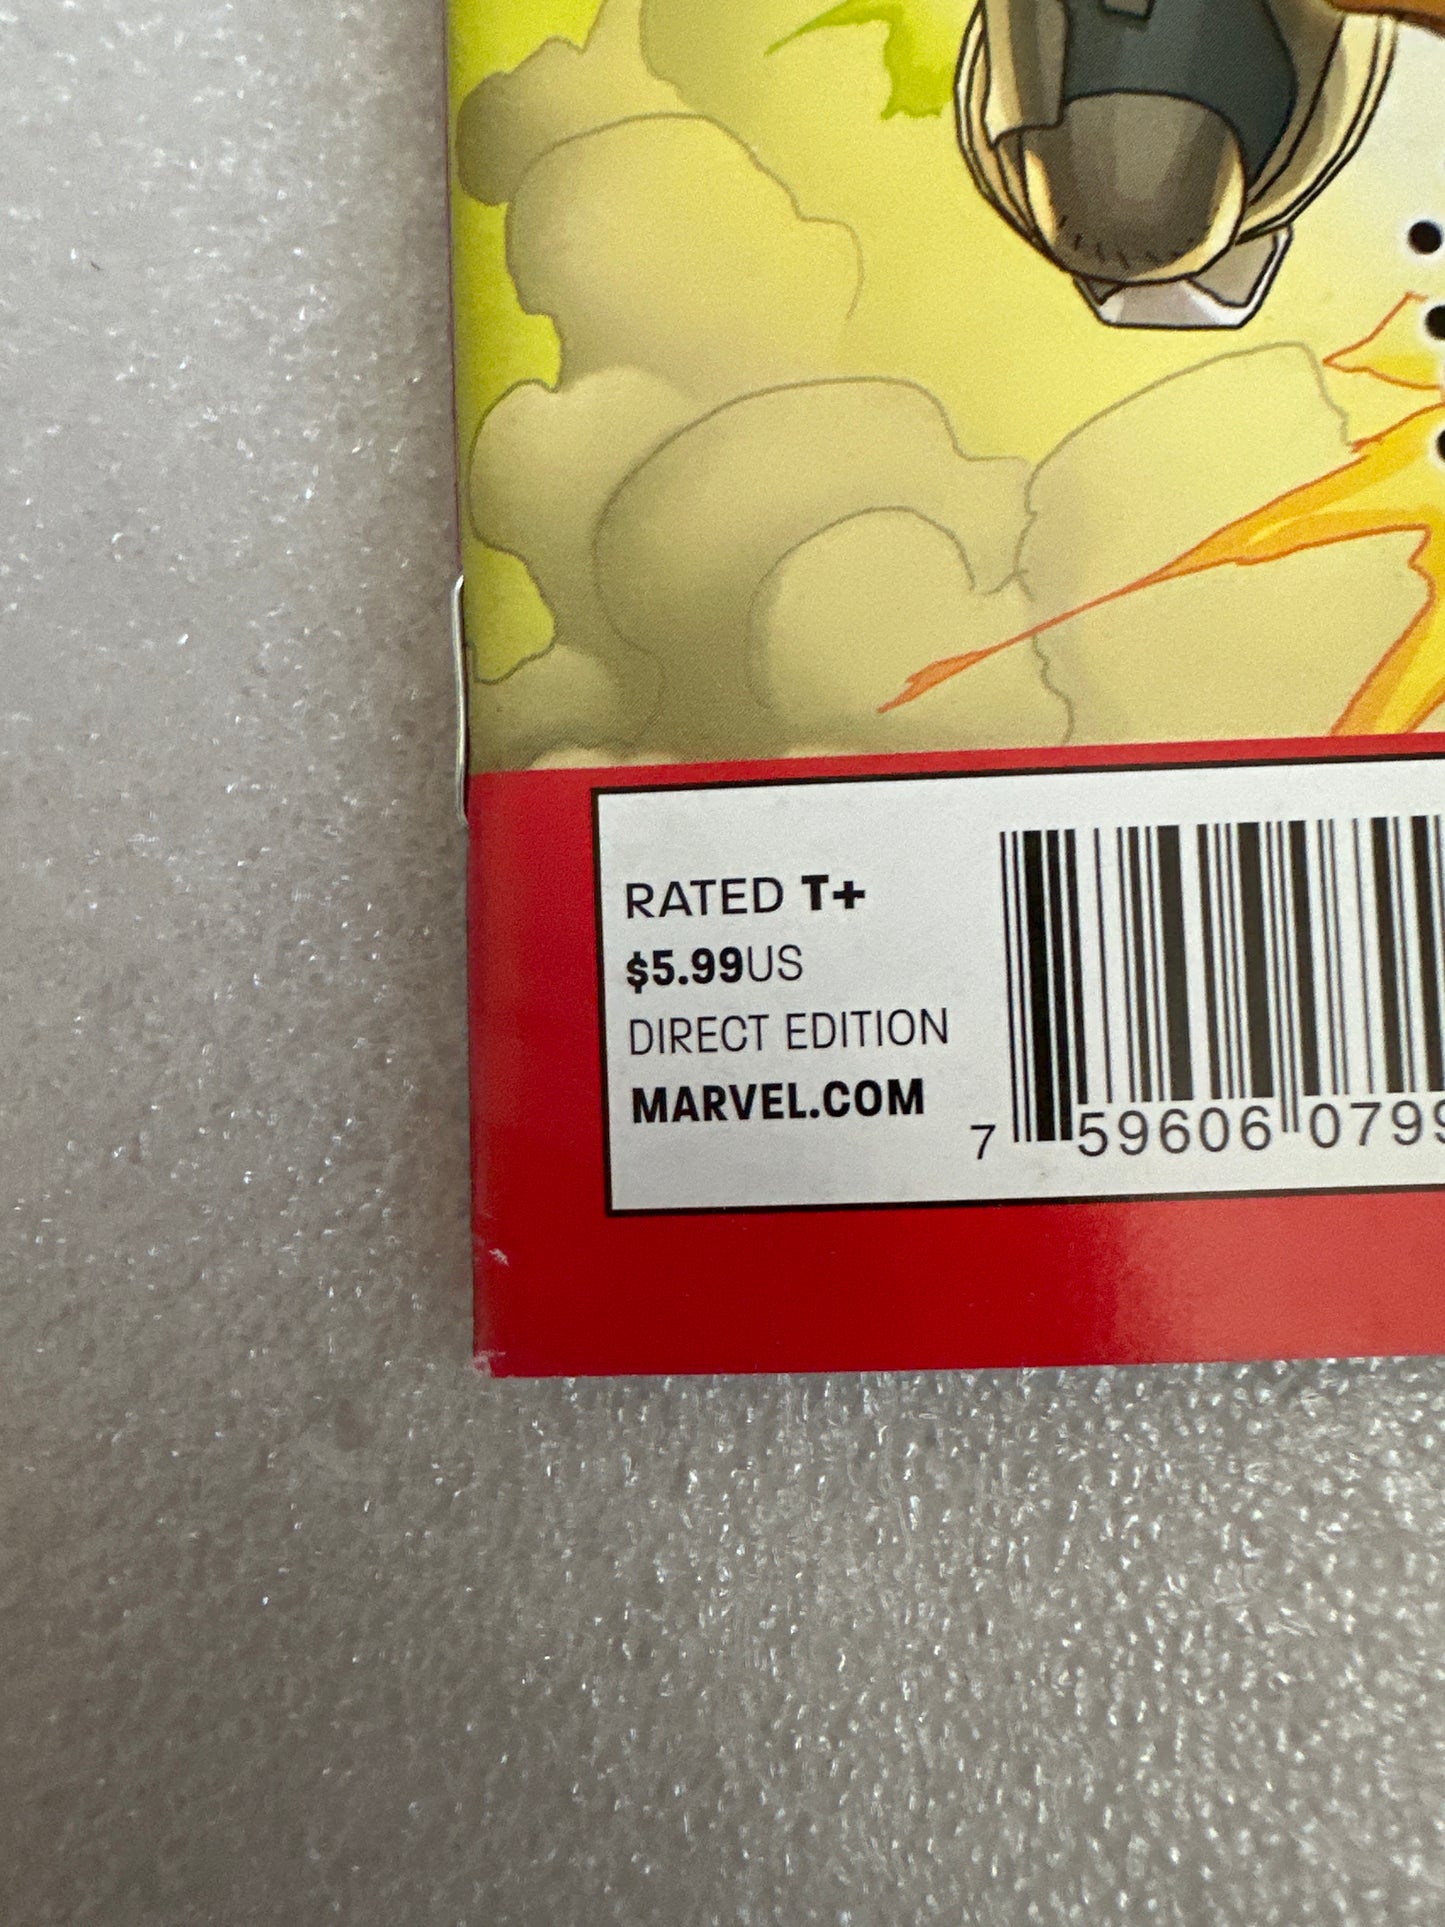 RATED T+
$5.99US
DIRECT EDITION
MARVEL.COM
7 59606 0799